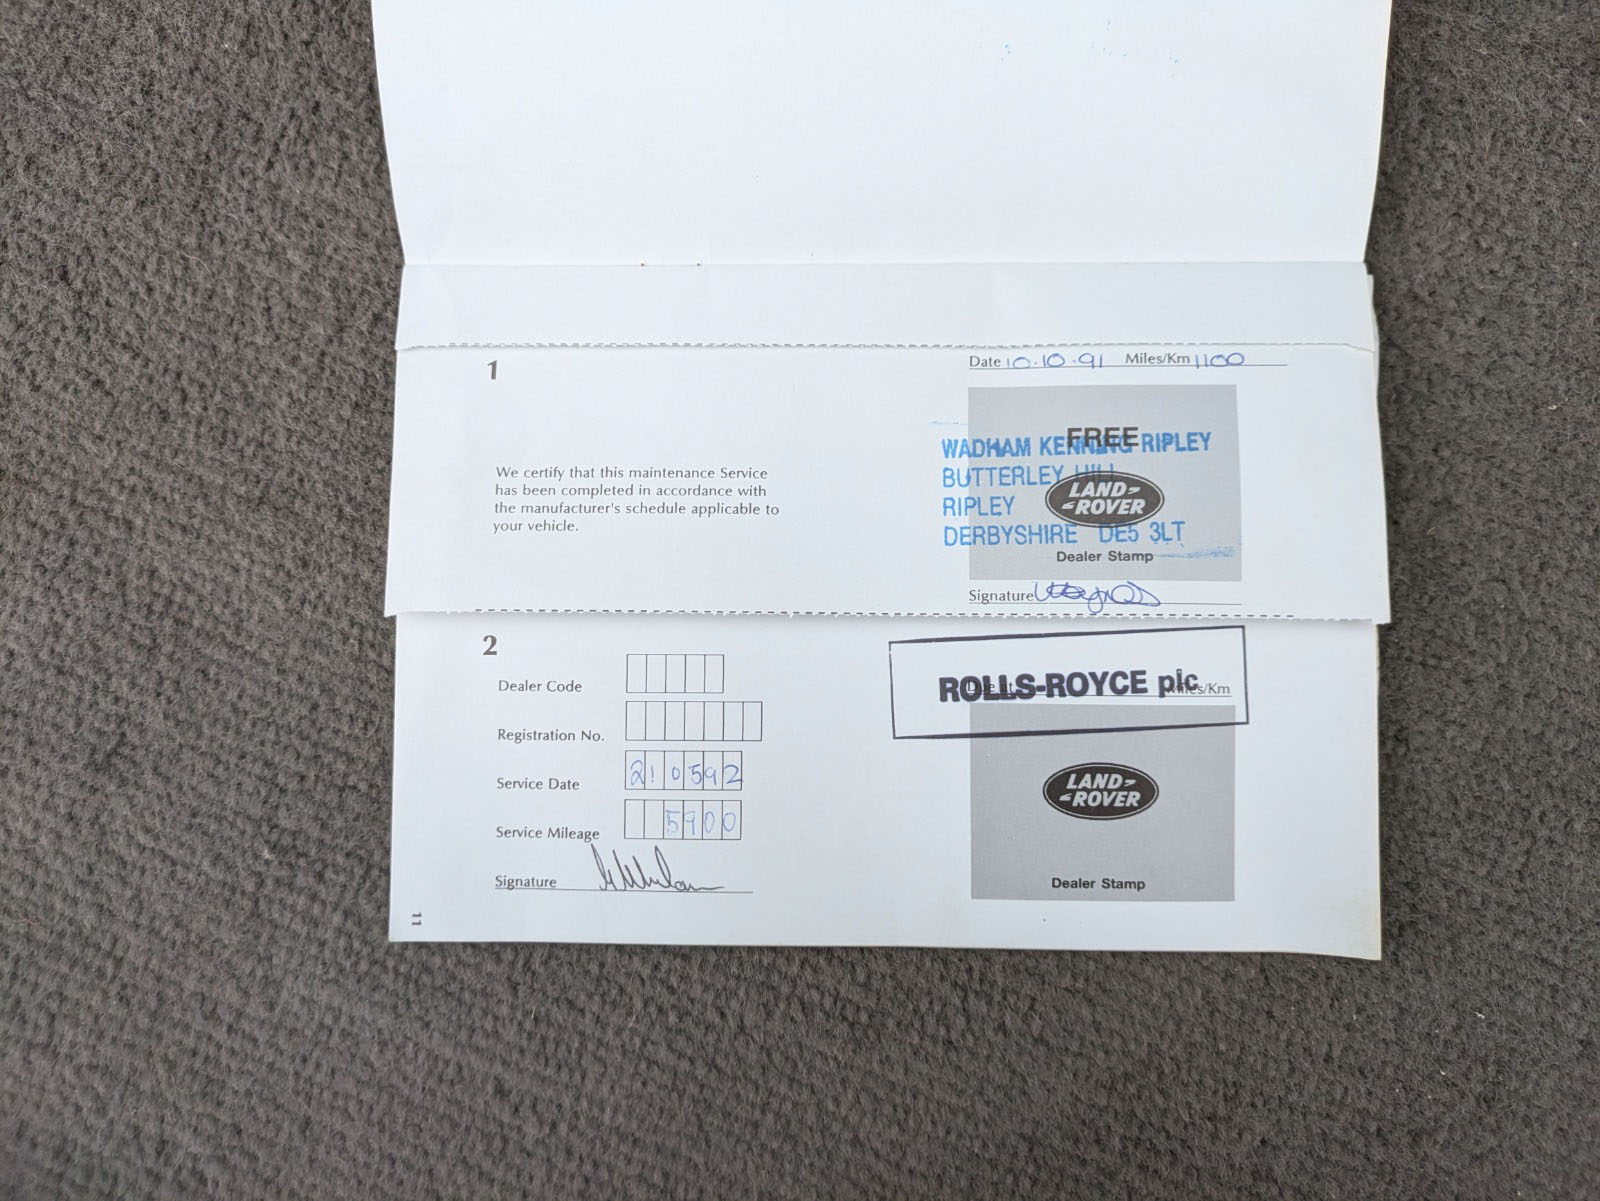 1
Date 10.10.91 Miles/Km 1100
FREE
WADHAM KENNING RIPLEY
BUTTERLEY HILL
RIPLEY
DERBYSHIRE DE5 3LT
LAND-
ROVER
Dealer Stamp
We certify that this maintenance Service
has been completed in accordance with
the manufacturer's schedule applicable to
your vehicle.
Signature
2
Dealer Code
Registration No.
Service Date 210592
Service Mileage 5900
Signature
ROLLS-ROYCE plc
Due at Miles/Km
LAND-
ROVER
Dealer Stamp
11